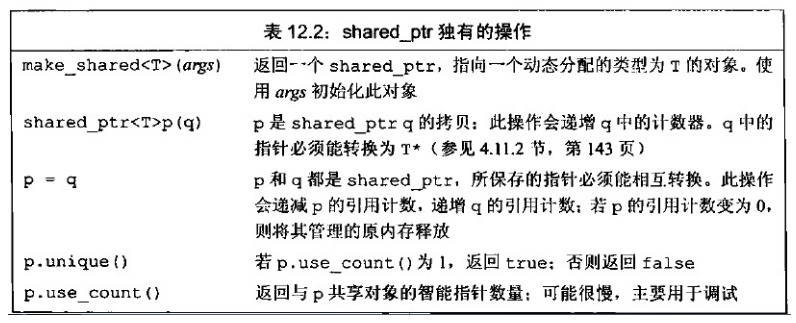 表 12.2：shared_ptr 独有的操作
make_shared<T>(args) 返回一个 shared_ptr，指向一个动态分配的类型为 T 的对象。使
用 args 初始化此对象
shared_ptr<T>p(q) p 是 shared_ptr q 的拷贝；此操作会递增 q 中的计数器。q 中的
指针必须能转换为 T*（参见 4.11.2 节，第 143 页）
p = q p 和 q 都是 shared_ptr，所保存的指针必须能相互转换。此操作
会递减 p 的引用计数，递增 q 的引用计数；若 p 的引用计数变为 0，
则将其管理的原内存释放
p.unique() 若 p.use_count()为 1，返回 true；否则返回 false
p.use_count() 返回与 p 共享对象的智能指针数量；可能很慢，主要用于调试